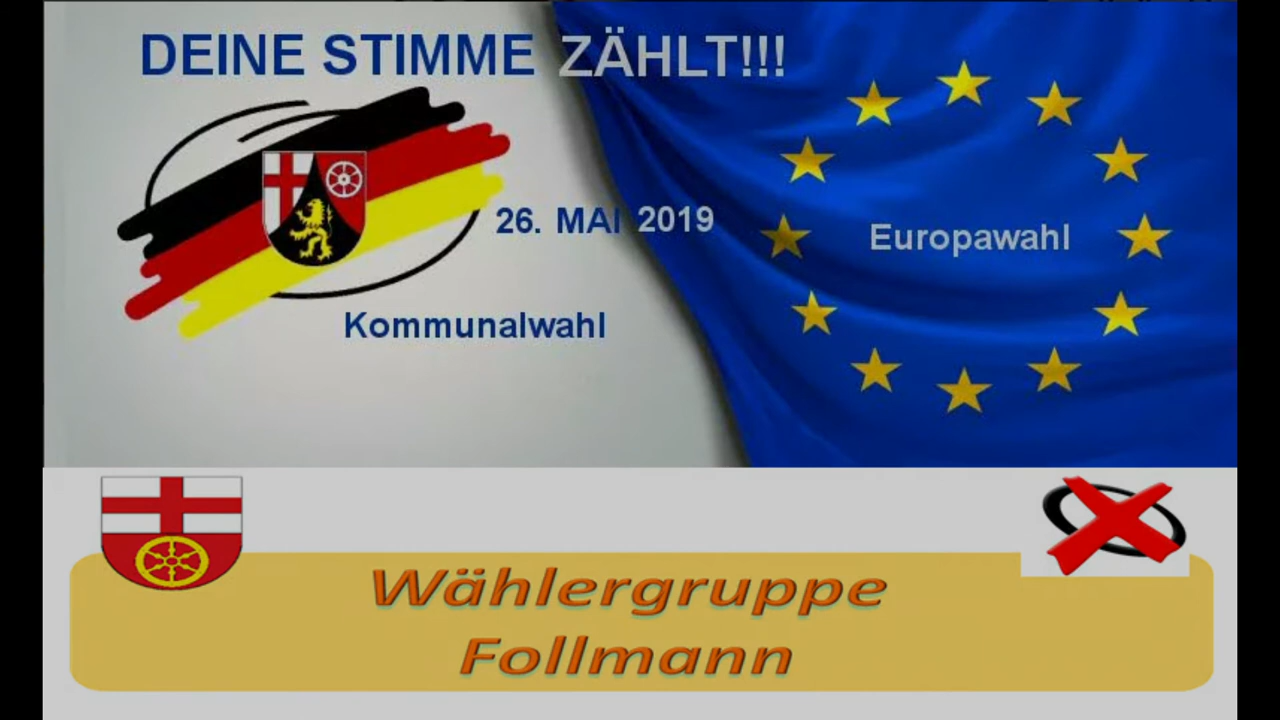 DEINE STIMME ZÄHLT!!!
26. MAI 2019
Europawahl
Kommunalwahl
Wählergruppe
Follmann